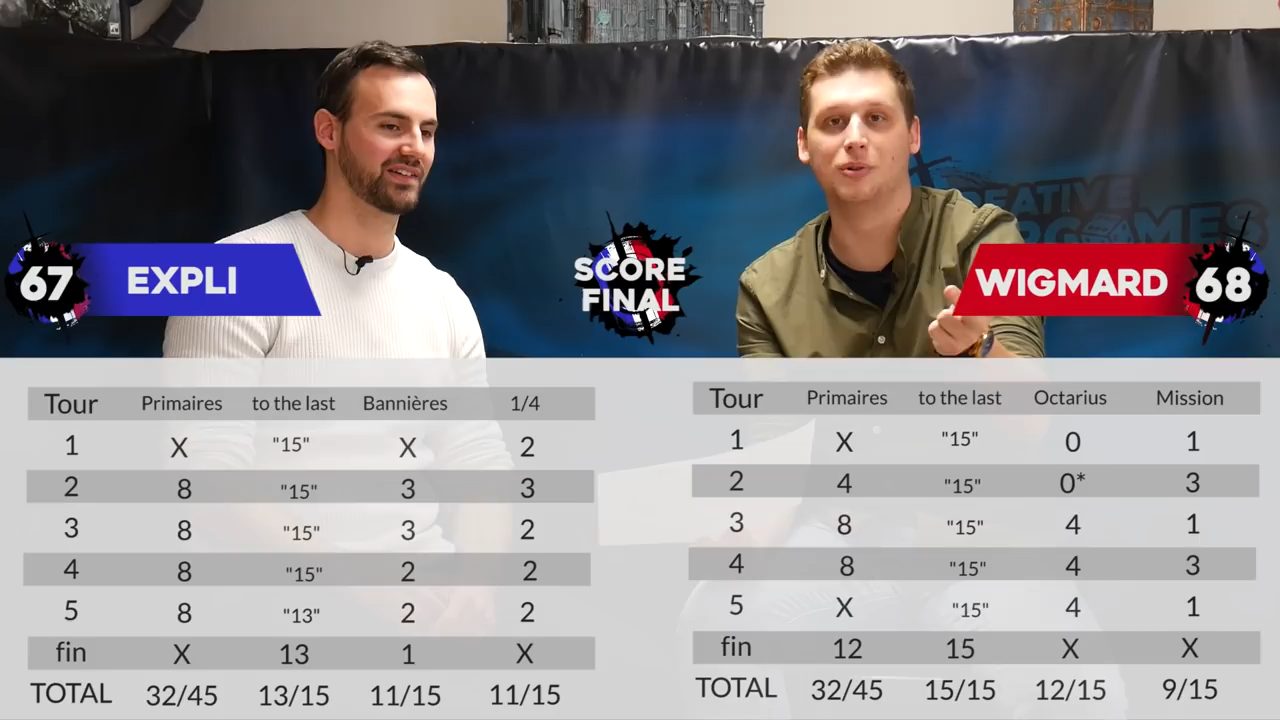 CREATIVE
WARGAMES
67 EXPLI
SCORE
FINAL
WIGMARD 68
Tour Primaires to the last Bannières 1/4
1 X "15" X 2
2 8 "15" 3 3
3 8 "15" 3 2
4 8 "15" 2 2
5 8 "13" 2 2
fin X 13 1 X
TOTAL 32/45 13/15 11/15 11/15
Tour Primaires to the last Octarius Mission
1 X "15" 0 1
2 4 "15" 0* 3
3 8 "15" 4 1
4 8 "15" 4 3
5 X "15" 4 1
fin 12 15 X X
TOTAL 32/45 15/15 12/15 9/15